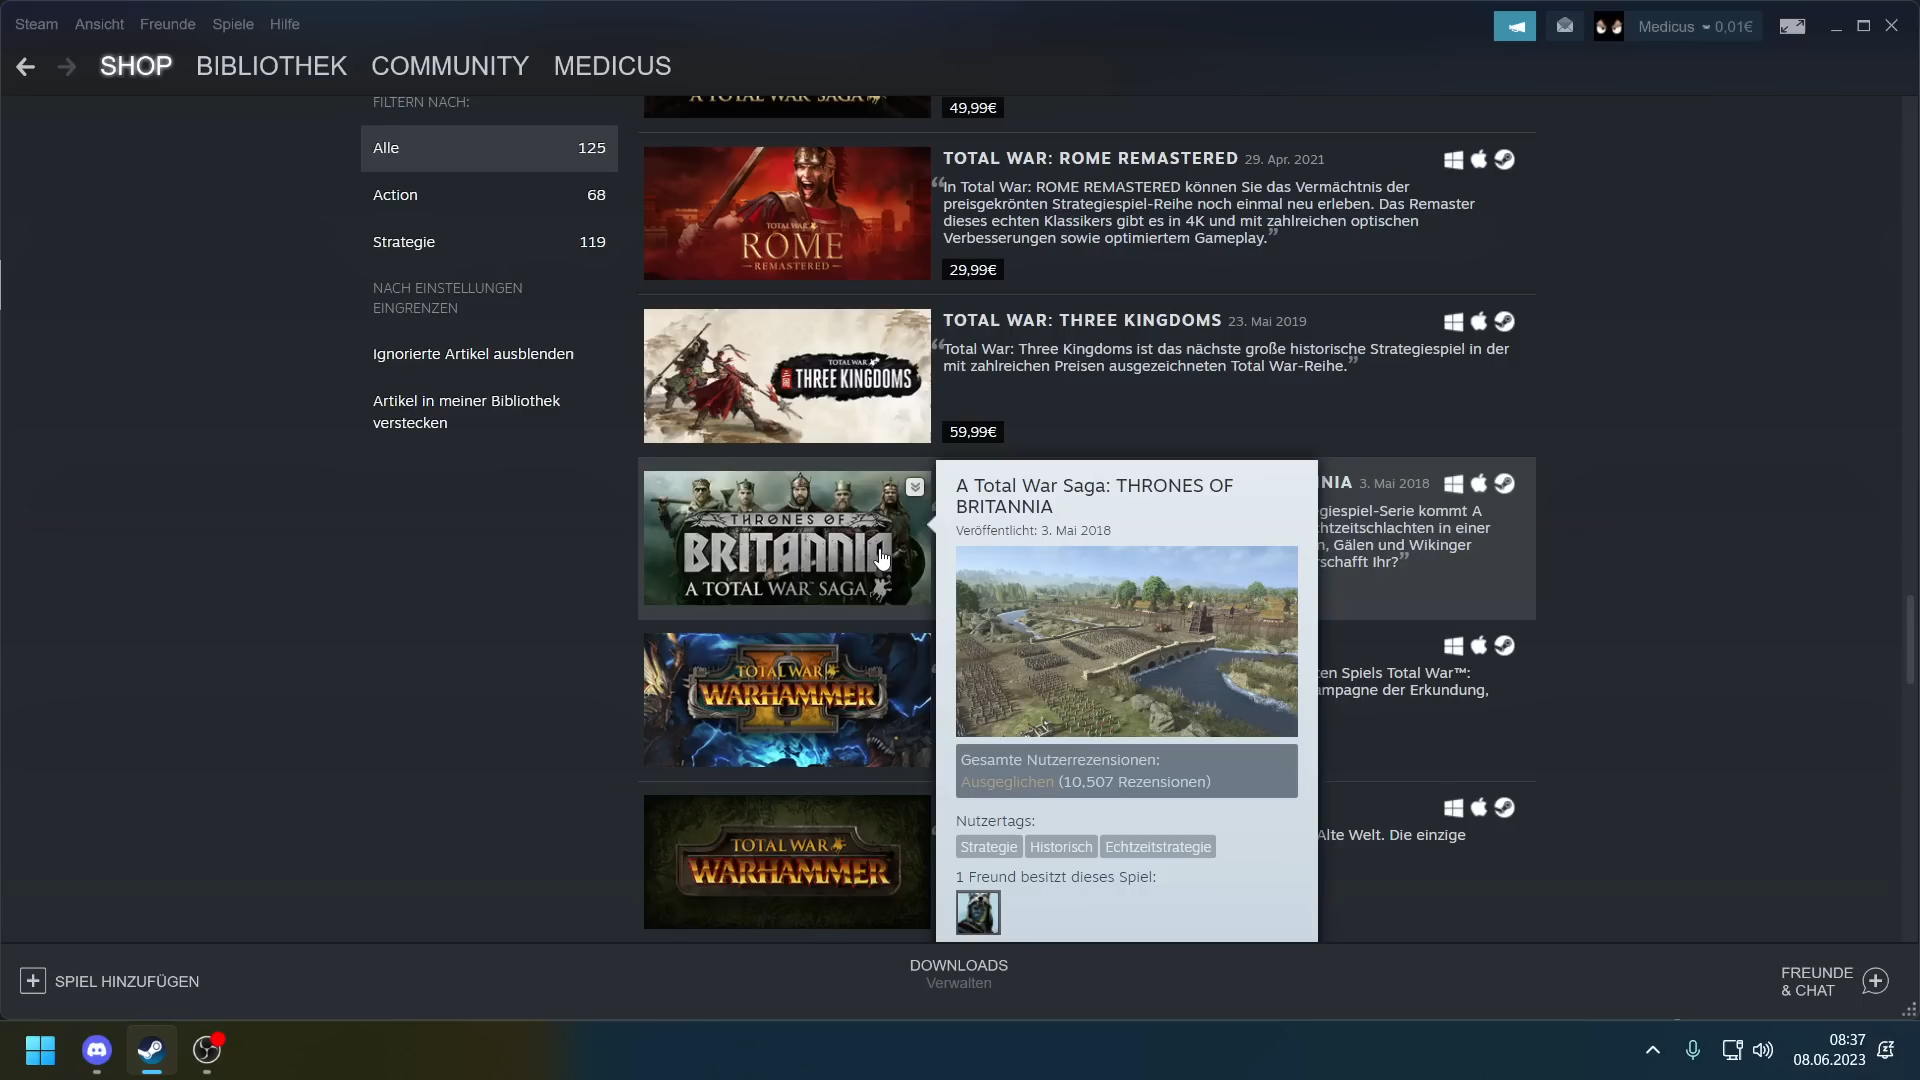 Steam Ansicht Freunde Spiele Hilfe
Medicus 0,01€
SHOP BIBLIOTHEK COMMUNITY MEDICUS
FILTERN NACH:
Alle 125
Action 68
Strategie 119
NACH EINSTELLUNGEN
EINGRENZEN
Ignorierte Artikel ausblenden
Artikel in meiner Bibliothek
verstecken
A TOTAL WAR SAGA
49,99€
TOTAL WAR
ROME
REMASTERED
TOTAL WAR: ROME REMASTERED 29. Apr. 2021
“In Total War: ROME REMASTERED können Sie das Vermächtnis der
preisgekrönten Strategiespiel-Reihe noch einmal neu erleben. Das Remaster
dieses echten Klassikers gibt es in 4K und mit zahlreichen optischen
Verbesserungen sowie optimiertem Gameplay.”
29,99€
TOTAL WAR
THREE KINGDOMS
TOTAL WAR: THREE KINGDOMS 23. Mai 2019
“Total War: Three Kingdoms ist das nächste große historische Strategiespiel in der
mit zahlreichen Preisen ausgezeichneten Total War-Reihe.”
59,99€
THRONES OF
BRITANNIA
A TOTAL WAR™ SAGA
NIA 3. Mai 2018
giespiel-Serie kommt A
htzeitschlachten in einer
n, Gälen und Wikinger
schafft Ihr?”
A Total War Saga: THRONES OF
BRITANNIA
Veröffentlicht: 3. Mai 2018
Gesamte Nutzerrezensionen:
Ausgeglichen (10,507 Rezensionen)
Nutzertags:
Strategie Historisch Echtzeitstrategie
1 Freund besitzt dieses Spiel:
TOTAL WAR
II
WARHAMMER
ten Spiels Total War™:
ampagne der Erkundung,
TOTAL WAR
WARHAMMER
Alte Welt. Die einzige
SPIEL HINZUFÜGEN
DOWNLOADS
Verwalten
FREUNDE
& CHAT
08:37
08.06.2023